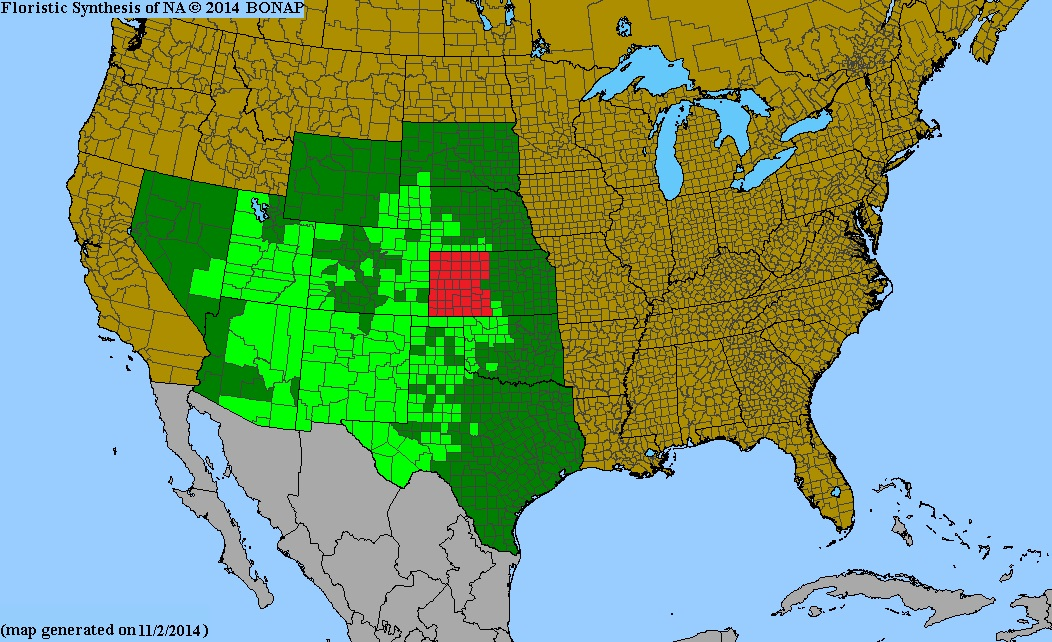 Floristic Synthesis of NA © 2014 BONAP
(map generated on 11/2/2014)